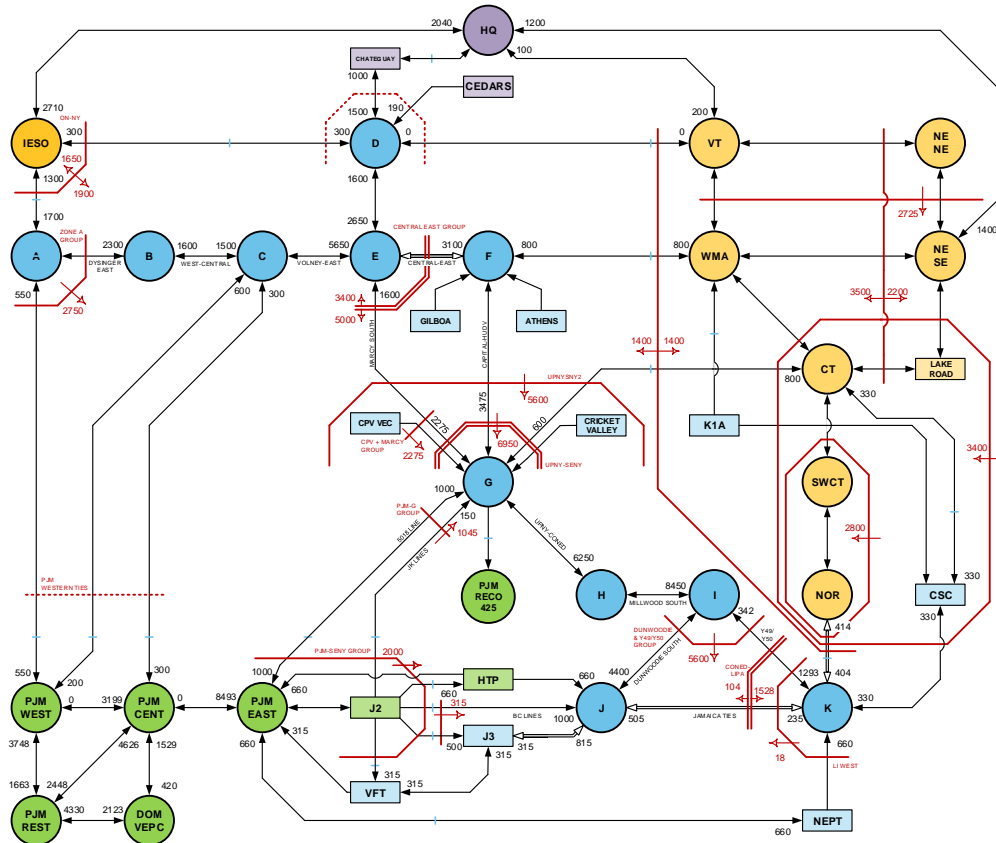 2040
HQ
1200
CHATEGUAY
100
1000
CEDARS
2710
ON-NY
1500
190
200
IESO
300
300
D
0
0
VT
NE
NE
1650
1300
1900
1600
2725
1700
2650
1400
ZONE A
GROUP
CENTRAL EAST GROUP
A
2300
B
1600
1500
C
5650
E
3100
F
800
800
WMA
NE
SE
DYSINGER
EAST
WEST-CENTRAL
VOLNEY-EAST
CENTRAL-EAST
550
2750
600
300
1600
3400
5000
GILBOA
ATHENS
3500
2200
MARCY SOUTH
CAPITAL-HUDV
1400
1400
UPNYSNY2
5600
CT
800
330
LAKE
ROAD
3475
CPV VEC
2275
600
CRICKET
VALLEY
K1A
CPV + MARCY
GROUP
2275
6950
UPNY-SENY
3400
G
SWCT
1000
150
PJM-G
GROUP
1045
5018 LINE
JK LINES
UPNY-CONED
2800
PJM
WESTERN TIES
PJM
RECO
425
6250
H
8450
MILLWOOD SOUTH
I
342
NOR
414
330
CSC
330
DUNWOODIE
& Y49/Y50
GROUP
5600
Y49/
Y50
DUNWOODIE SOUTH
PJM-SENY GROUP
2000
CONED-
LIPA
104
1528
550
200
300
1000
660
HTP
660
4400
1293
404
PJM
WEST
0
3199
PJM
CENT
0
8493
PJM
EAST
J2
660
315
1000
J
505
JAMAICA TIES
235
K
330
3748
4626
1529
660
315
BC LINES
500
J3
315
815
18
LI WEST
660
315
1663
2448
420
315
VFT
315
PJM
REST
4330
2123
DOM
VEPC
660
NEPT